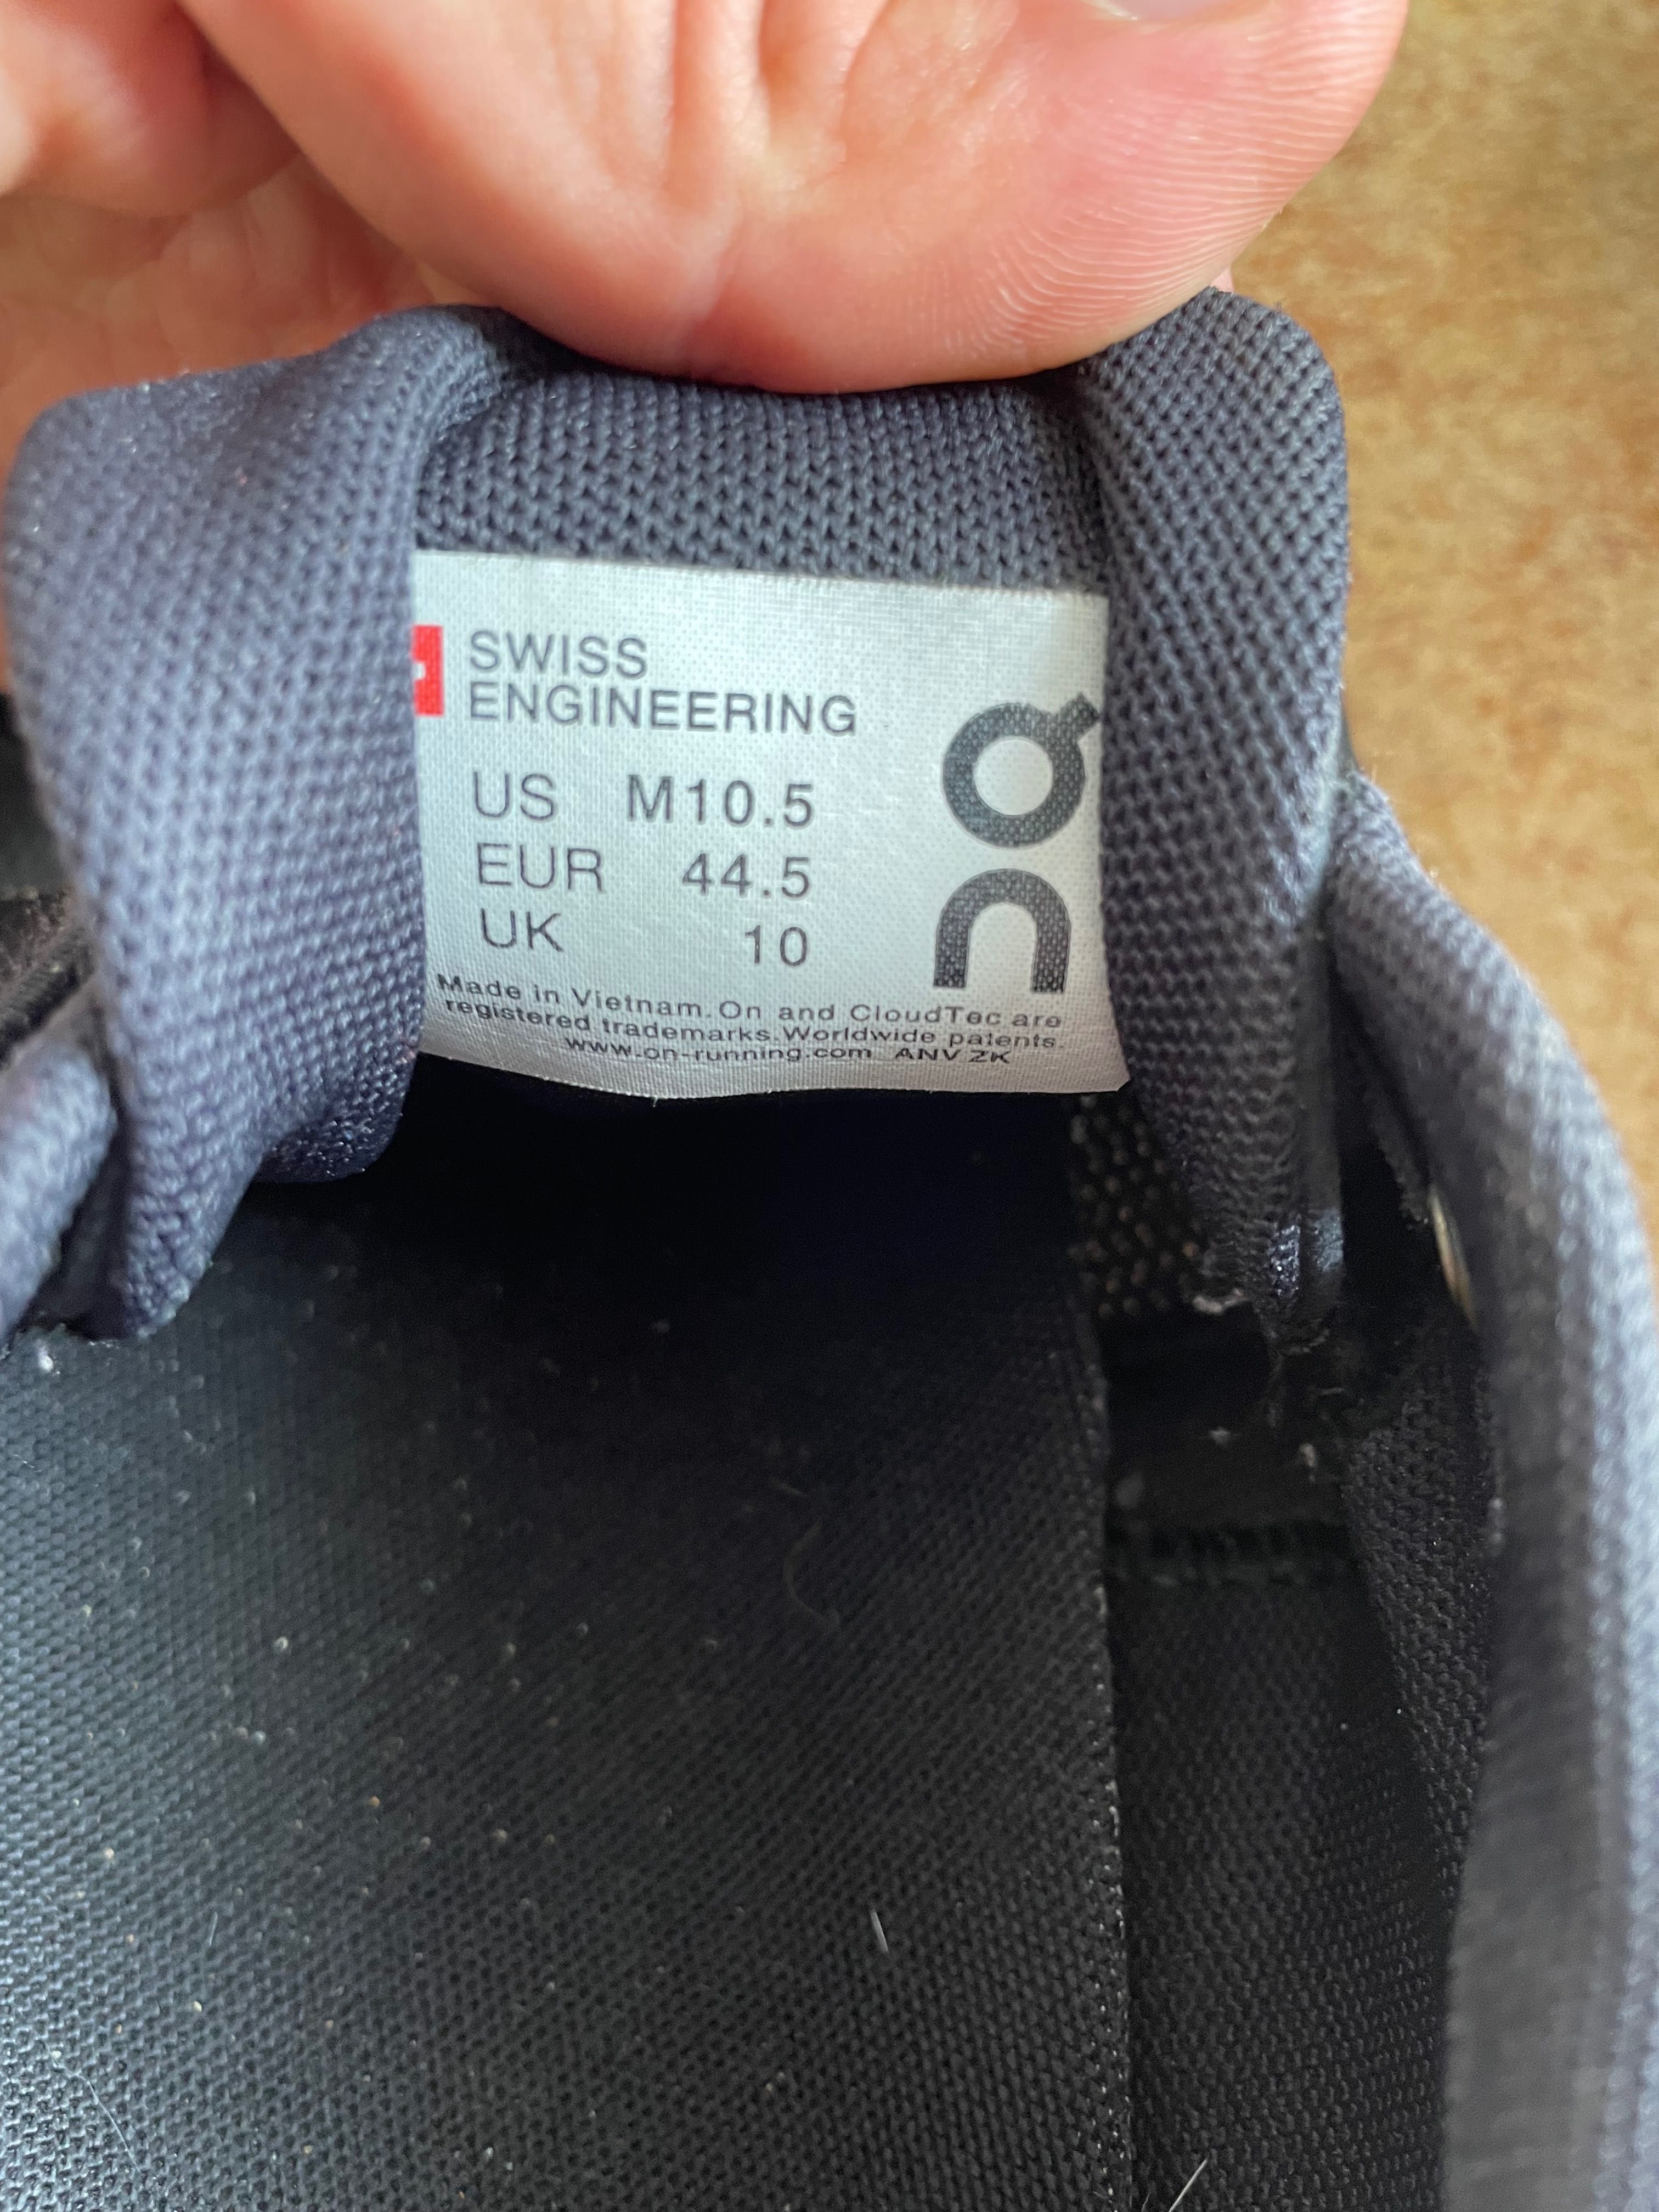 SWISS
ENGINEERING
US M10.5
EUR 44.5
UK 10
On
Made in Vietnam. On and CloudTec are
registered trademarks. Worldwide patents.
www.on-running.com ANV ZK